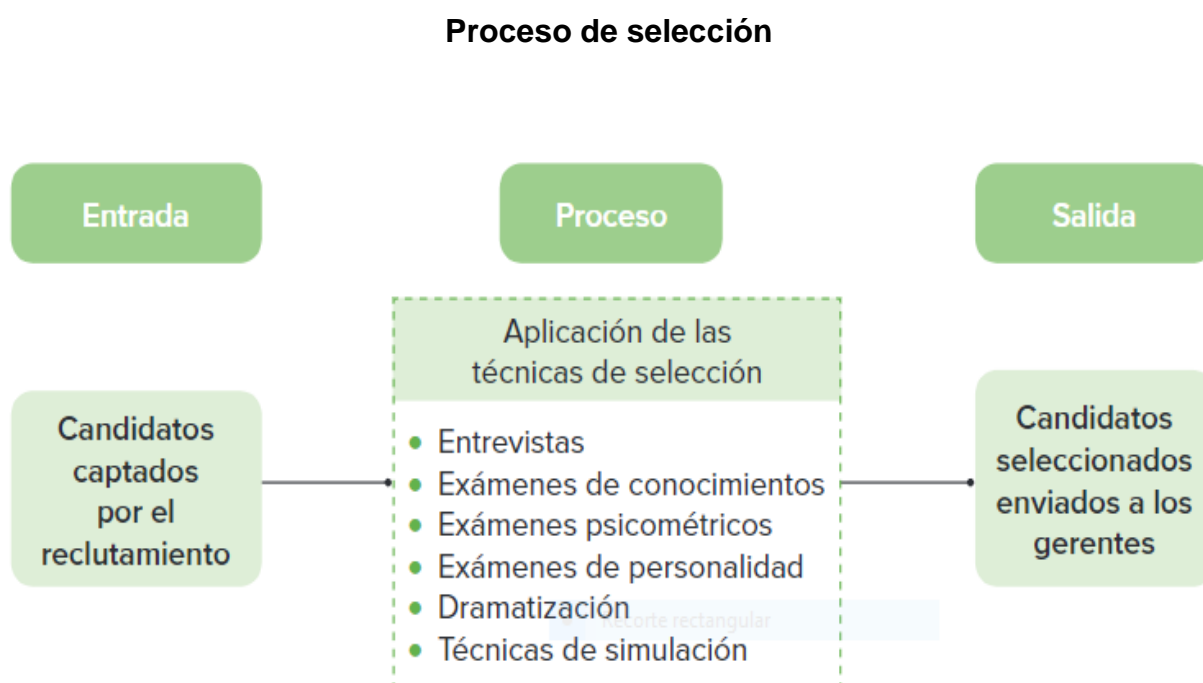 Proceso de selección
Entrada
Proceso
Salida
Candidatos
captados
por el
reclutamiento
Aplicación de las
técnicas de selección
Entrevistas
Exámenes de conocimientos
Exámenes psicométricos
Exámenes de personalidad
Dramatización
Recorte rectangular
Técnicas de simulación
Candidatos
seleccionados
enviados a los
gerentes